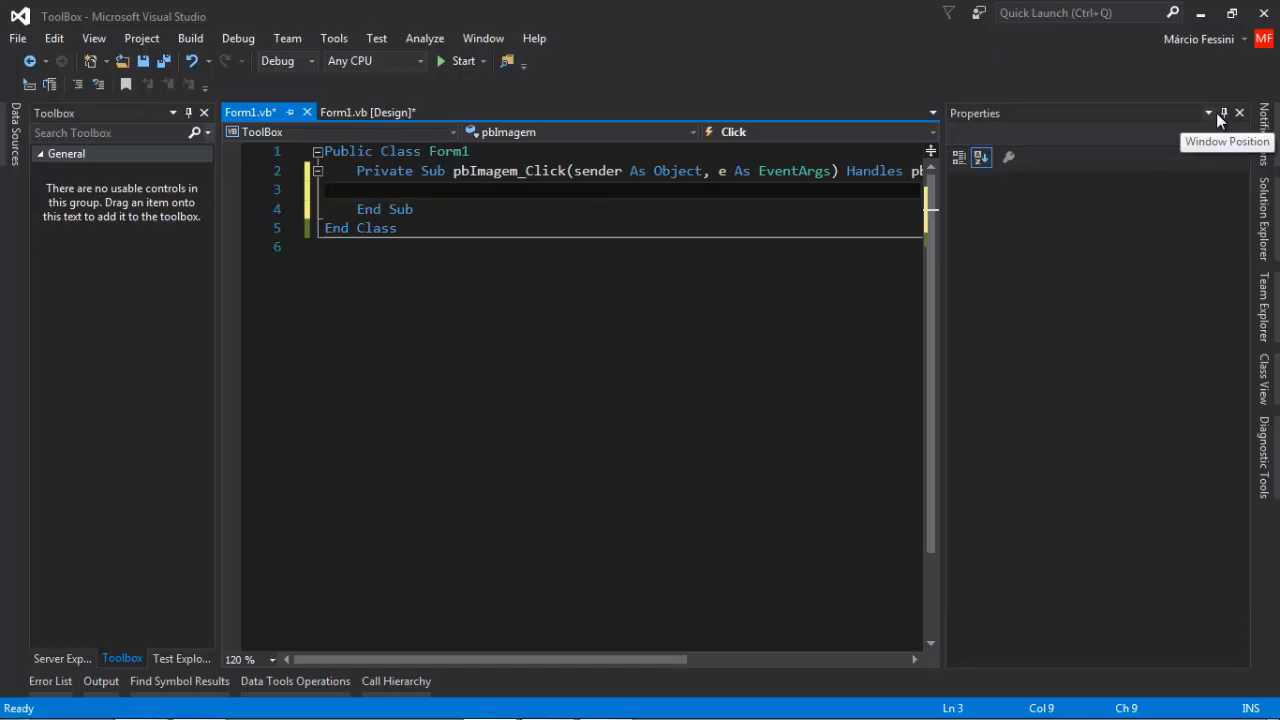 ToolBox - Microsoft Visual Studio
Quick Launch (Ctrl+Q)
File Edit View Project Build Debug Team Tools Test Analyze Window Help
Márcio Fessini MF
Debug Any CPU Start
Data Sources
Toolbox
Search Toolbox
General
There are no usable controls in
this group. Drag an item onto
this text to add it to the toolbox.
Server Exp... Toolbox Test Explo...
Form1.vb* Form1.vb [Design]*
VB ToolBox pbImagem Click
1 Public Class Form1
2 Private Sub pbImagem_Click(sender As Object, e As EventArgs) Handles pb
3
4 End Sub
5 End Class
6
120 %
Properties
Window Position
Solution Explorer
Team Explorer
Class View
Diagnostic Tools
Error List Output Find Symbol Results Data Tools Operations Call Hierarchy
Ready Ln 3 Col 9 Ch 9 INS